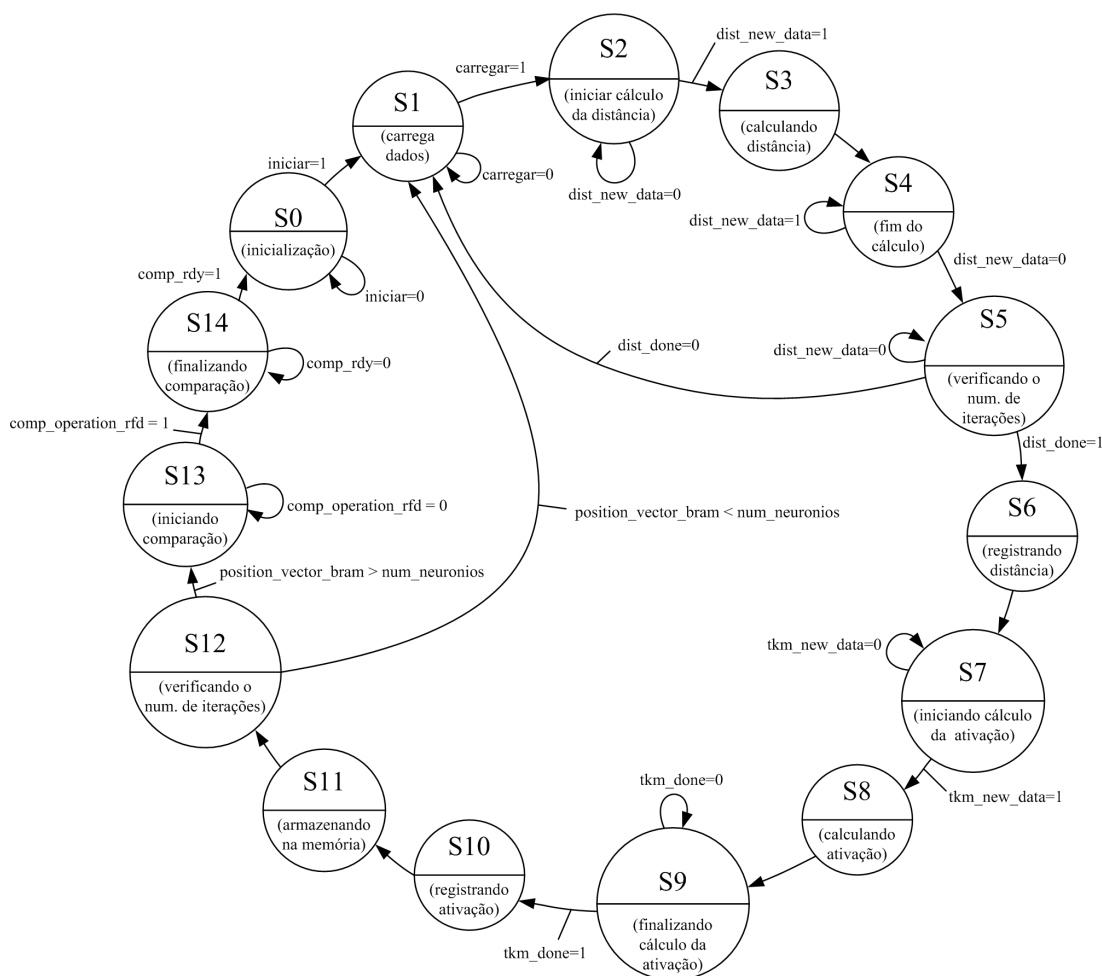 S0
(inicialização)
iniciar=1
iniciar=0
S1
(carrega
dados)
carregar=1
carregar=0
S2
(iniciar cálculo
da distância)
dist_new_data=1
dist_new_data=0
S3
(calculando
distância)
S4
(fim do
cálculo)
dist_new_data=1
dist_new_data=0
S5
(verificando o
num. de
iterações)
dist_new_data=0
dist_done=0
dist_done=1
S6
(registrando
distância)
S7
(iniciando cálculo
da ativação)
tkm_new_data=0
tkm_new_data=1
S8
(calculando
ativação)
S9
(finalizando
cálculo da
ativação)
tkm_done=0
tkm_done=1
S10
(registrando
ativação)
S11
(armazenando
na memória)
S12
(verificando o
num. de iterações)
position_vector_bram < num_neuronios
position_vector_bram > num_neuronios
S13
(iniciando
comparação)
comp_operation_rfd = 0
comp_operation_rfd = 1
S14
(finalizando
comparação)
comp_rdy=0
comp_rdy=1